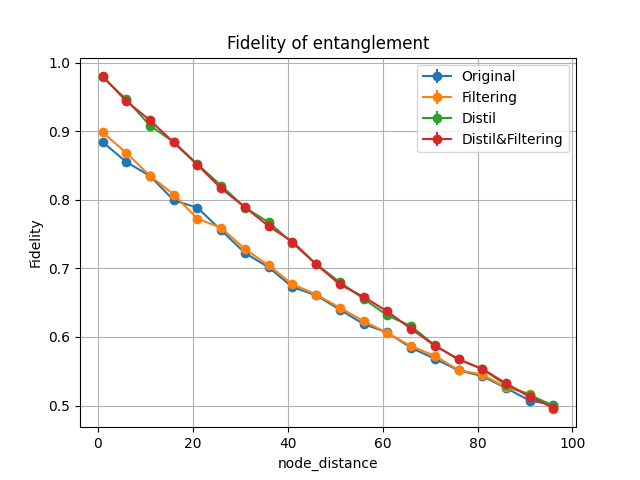 Fidelity of entanglement
1.0
0.9
0.8
0.7
0.6
0.5
Fidelity
Original
Filtering
Distil
Distil&Filtering
0 20 40 60 80 100
node_distance